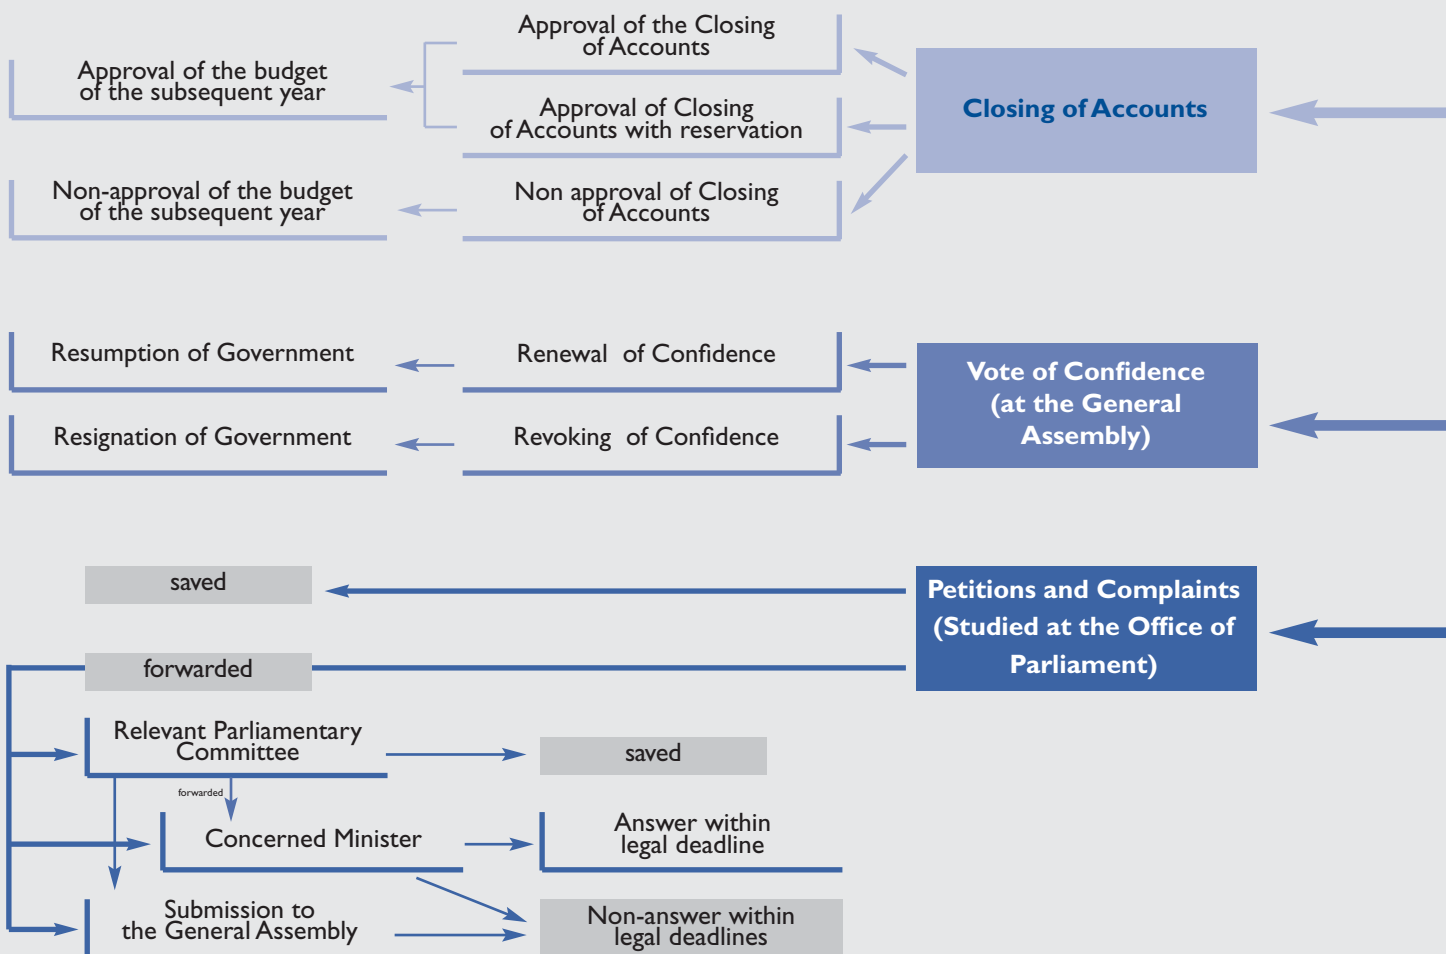 Approval of the Closing
of Accounts
Approval of the budget
of the subsequent year
Approval of Closing
of Accounts with reservation
Closing of Accounts
Non-approval of the budget
of the subsequent year
Non approval of Closing
of Accounts
Resumption of Government
Renewal of Confidence
Vote of Confidence
(at the General
Assembly)
Resignation of Government
Revoking of Confidence
saved
Petitions and Complaints
(Studied at the Office of
Parliament)
forwarded
Relevant Parliamentary
Committee
saved
forwarded
Concerned Minister
Answer within
legal deadline
Submission to
the General Assembly
Non-answer within
legal deadlines